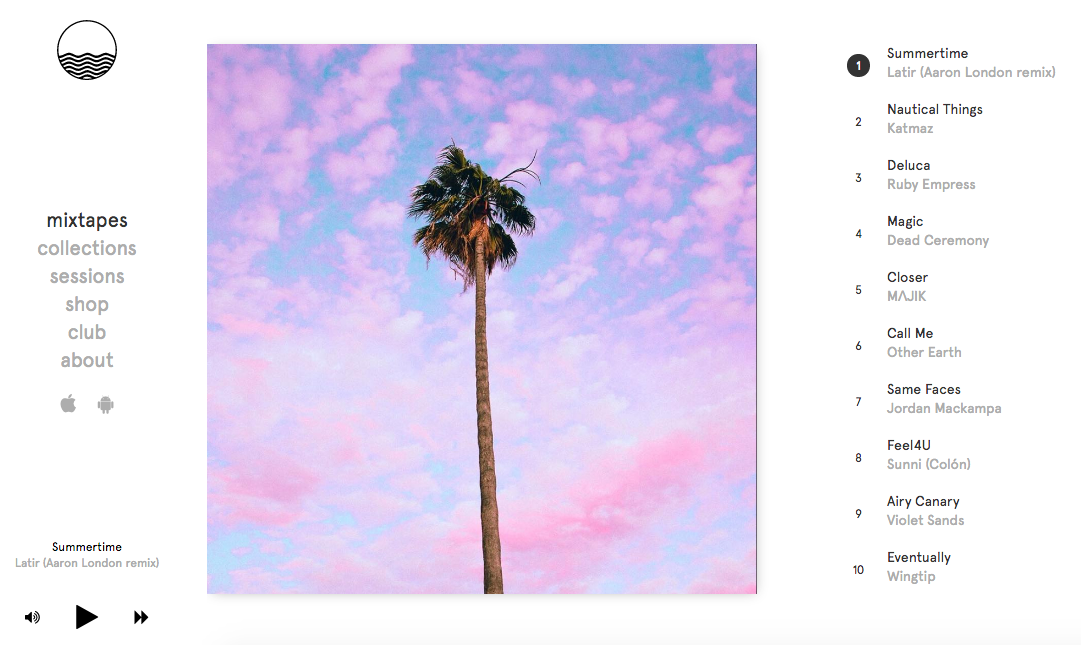 mixtapes
collections
sessions
shop
club
about
Summertime
Latir (Aaron London remix)
1
Summertime
Latir (Aaron London remix)
2
Nautical Things
Katmaz
3
Deluca
Ruby Empress
4
Magic
Dead Ceremony
5
Closer
MΛJIK
6
Call Me
Other Earth
7
Same Faces
Jordan Mackampa
8
Feel4U
Sunni (Colón)
9
Airy Canary
Violet Sands
10
Eventually
Wingtip